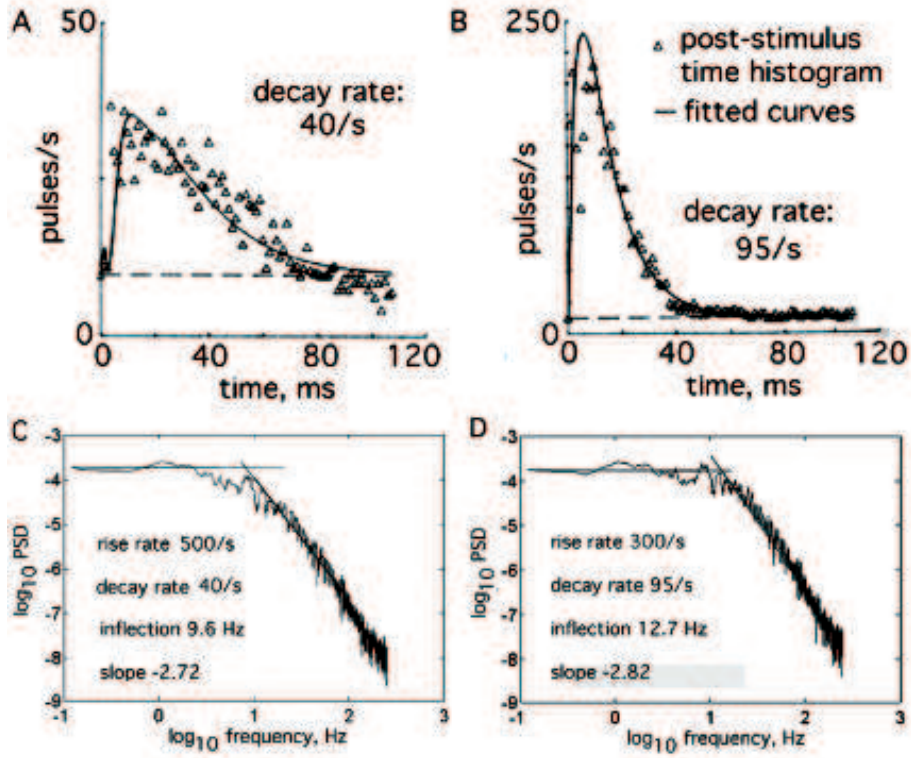 A
50
decay rate:
40/s
pulses/s
0
0
40
80
120
time, ms
B
250
post-stimulus
time histogram
fitted curves
decay rate:
95/s
pulses/s
0
0
40
80
120
time, ms
C
-3
-4
-5
-6
-7
-8
-9
log10 PSD
rise rate 500/s
decay rate 40/s
inflection 9.6 Hz
slope -2.72
-1
0
1
2
3
log10 frequency, Hz
D
-3
-4
-5
-6
-7
-8
-9
log10 PSD
rise rate 300/s
decay rate 95/s
inflection 12.7 Hz
slope -2.82
-1
0
1
2
3
log10 frequency, Hz